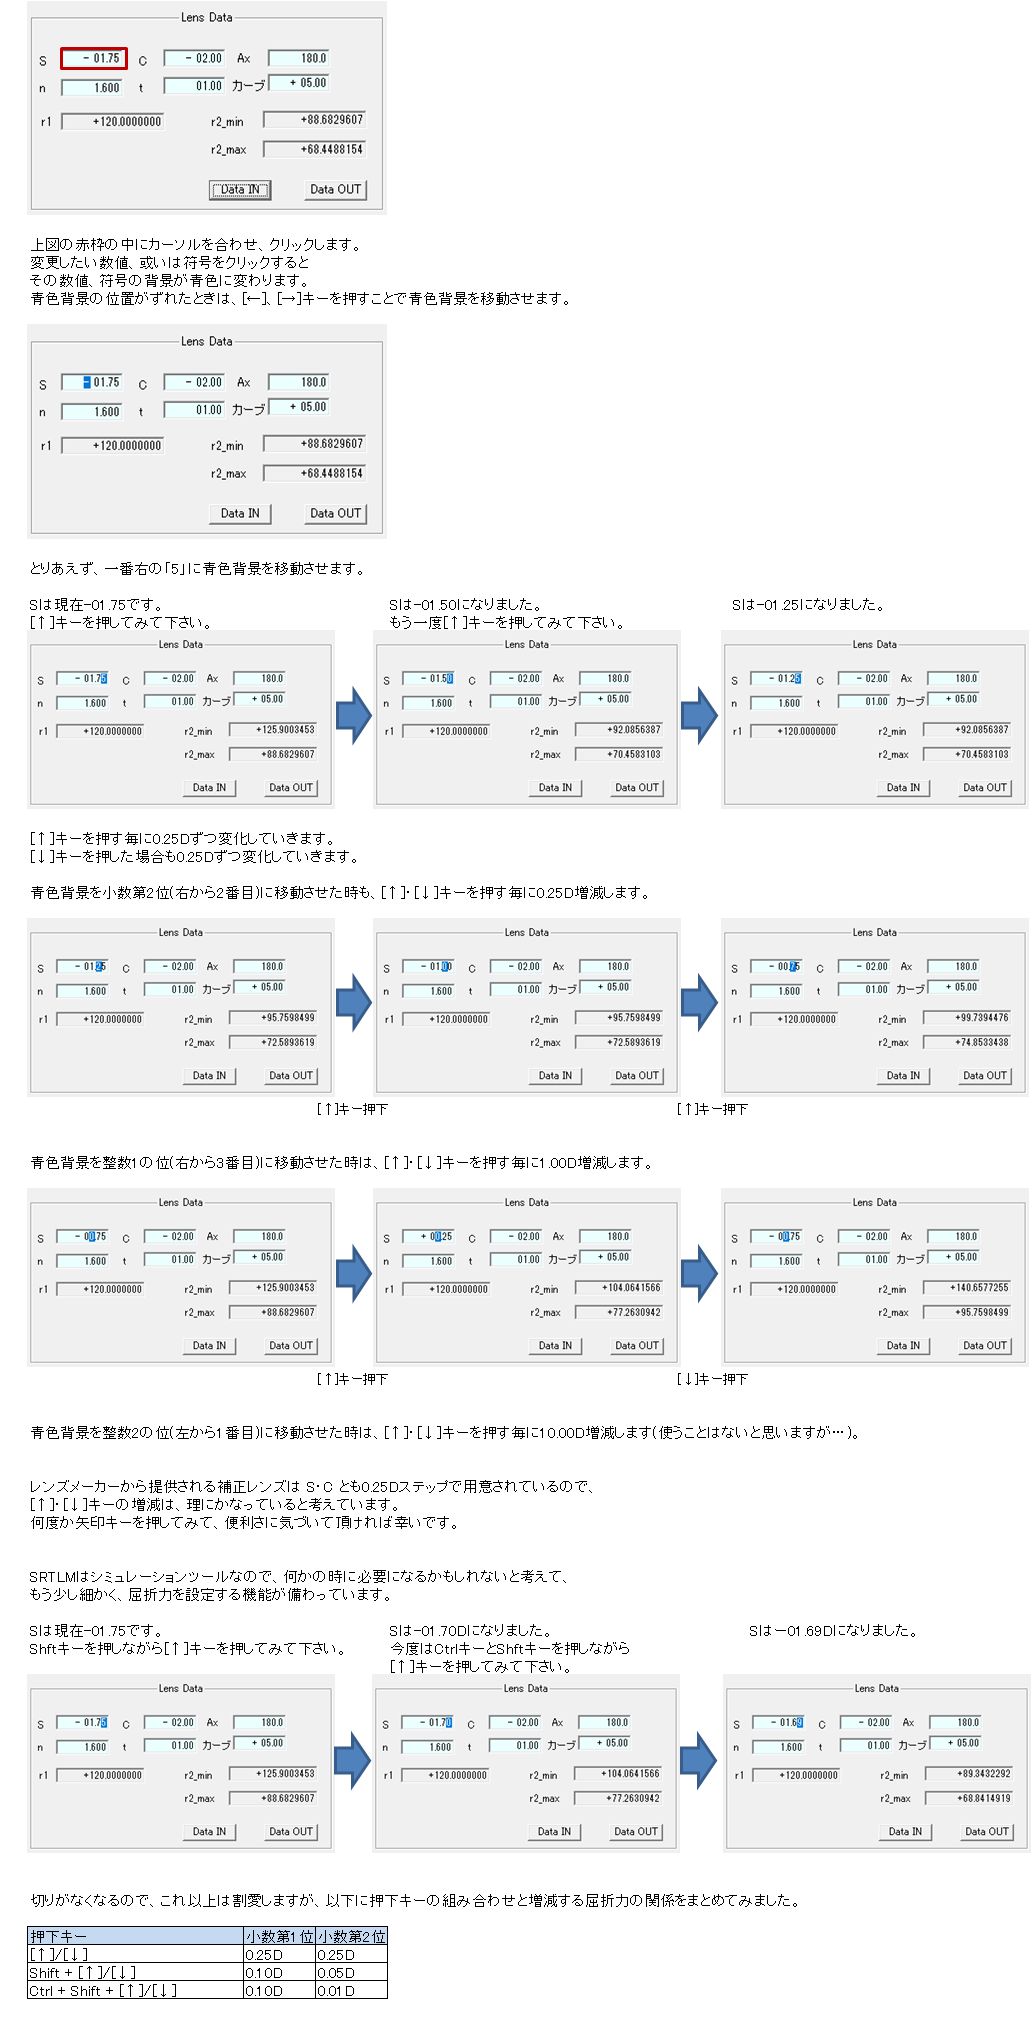 Lens Data
S - 01.75 C - 02.00 Ax 180.0
n 1.600 t 01.00 カーブ + 05.00
r1 +120.0000000 r2_min +88.6829607
r2_max +68.4488154
Data IN Data OUT
上図の赤枠の中にカーソルを合わせ、クリックします。
変更したい数値、或いは符号をクリックすると
その数値、符号の背景が青色に変わります。
青色背景の位置がずれたときは、[←]、[→]キーを押すことで青色背景を移動させます。
Lens Data
S - 01.75 C - 02.00 Ax 180.0
n 1.600 t 01.00 カーブ + 05.00
r1 +120.0000000 r2_min +88.6829607
r2_max +68.4488154
Data IN Data OUT
とりあえず、一番右の「5」に青色背景を移動させます。
Sは現在-01.75です。
[↑]キーを押してみて下さい。
Sは-01.50になりました。
もう一度[↑]キーを押してみて下さい。
Sは-01.25になりました。
Lens Data
S - 01.75 C - 02.00 Ax 180.0
n 1.600 t 01.00 カーブ + 05.00
r1 +120.0000000 r2_min +125.9003453
r2_max +88.6829607
Data IN Data OUT
Lens Data
S - 01.50 C - 02.00 Ax 180.0
n 1.600 t 01.00 カーブ + 05.00
r1 +120.0000000 r2_min +92.0856387
r2_max +70.4583103
Data IN Data OUT
Lens Data
S - 01.25 C - 02.00 Ax 180.0
n 1.600 t 01.00 カーブ + 05.00
r1 +120.0000000 r2_min +92.0856387
r2_max +70.4583103
Data IN Data OUT
[↑]キーを押す毎に0.25Dずつ変化していきます。
[↓]キーを押した場合も0.25Dずつ変化していきます。
青色背景を小数第2位(右から2番目)に移動させた時も、[↑]・[↓]キーを押す毎に0.25D増減します。
Lens Data
S - 01.25 C - 02.00 Ax 180.0
n 1.600 t 01.00 カーブ + 05.00
r1 +120.0000000 r2_min +95.7598499
r2_max +72.5893619
Data IN Data OUT
Lens Data
S - 01.00 C - 02.00 Ax 180.0
n 1.600 t 01.00 カーブ + 05.00
r1 +120.0000000 r2_min +95.7598499
r2_max +72.5893619
Data IN Data OUT
Lens Data
S - 00.75 C - 02.00 Ax 180.0
n 1.600 t 01.00 カーブ + 05.00
r1 +120.0000000 r2_min +99.7394476
r2_max +74.8533438
Data IN Data OUT
[↑]キー押下
[↑]キー押下
青色背景を整数1の位(右から3番目)に移動させた時は、[↑]・[↓]キーを押す毎に1.00D増減します。
Lens Data
S - 00.75 C - 02.00 Ax 180.0
n 1.600 t 01.00 カーブ + 05.00
r1 +120.0000000 r2_min +125.9003453
r2_max +88.6829607
Data IN Data OUT
Lens Data
S + 00.25 C - 02.00 Ax 180.0
n 1.600 t 01.00 カーブ + 05.00
r1 +120.0000000 r2_min +104.0641566
r2_max +77.2630942
Data IN Data OUT
Lens Data
S - 00.75 C - 02.00 Ax 180.0
n 1.600 t 01.00 カーブ + 05.00
r1 +120.0000000 r2_min +140.6577255
r2_max +95.7598499
Data IN Data OUT
[↑]キー押下
[↓]キー押下
青色背景を整数2の位(左から1番目)に移動させた時は、[↑]・[↓]キーを押す毎に10.00D増減します(使うことはないと思いますが…)。
レンズメーカーから提供される補正レンズは S・C とも0.25Dステップで用意されているので、
[↑]・[↓]キーの増減は、理にかなっていると考えています。
何度か矢印キーを押してみて、便利さに気づいて頂ければ幸いです。
SRTLMはシミュレーションツールなので、何かの時に必要になるかもしれないと考えて、
もう少し細かく、屈折力を設定する機能が備わっています。
Sは現在-01.75です。
Shftキーを押しながら[↑]キーを押してみて下さい。
Sは-01.70Dになりました。
今度はCtrlキーとShftキーを押しながら
[↑]キーを押してみて下さい。
Sはー01.69Dになりました。
Lens Data
S - 01.75 C - 02.00 Ax 180.0
n 1.600 t 01.00 カーブ + 05.00
r1 +120.0000000 r2_min +125.9003453
r2_max +88.6829607
Data IN Data OUT
Lens Data
S - 01.70 C - 02.00 Ax 180.0
n 1.600 t 01.00 カーブ + 05.00
r1 +120.0000000 r2_min +104.0641566
r2_max +77.2630942
Data IN Data OUT
Lens Data
S - 01.69 C - 02.00 Ax 180.0
n 1.600 t 01.00 カーブ + 05.00
r1 +120.0000000 r2_min +89.3432292
r2_max +68.8414919
Data IN Data OUT
切りがなくなるので、これ以上は割愛しますが、以下に押下キーの組み合わせと増減する屈折力の関係をまとめてみました。
押下キー 小数第1位 小数第2位
[↑]/[↓] 0.25D 0.25D
Shift + [↑]/[↓] 0.10D 0.05D
Ctrl + Shift + [↑]/[↓] 0.10D 0.01D